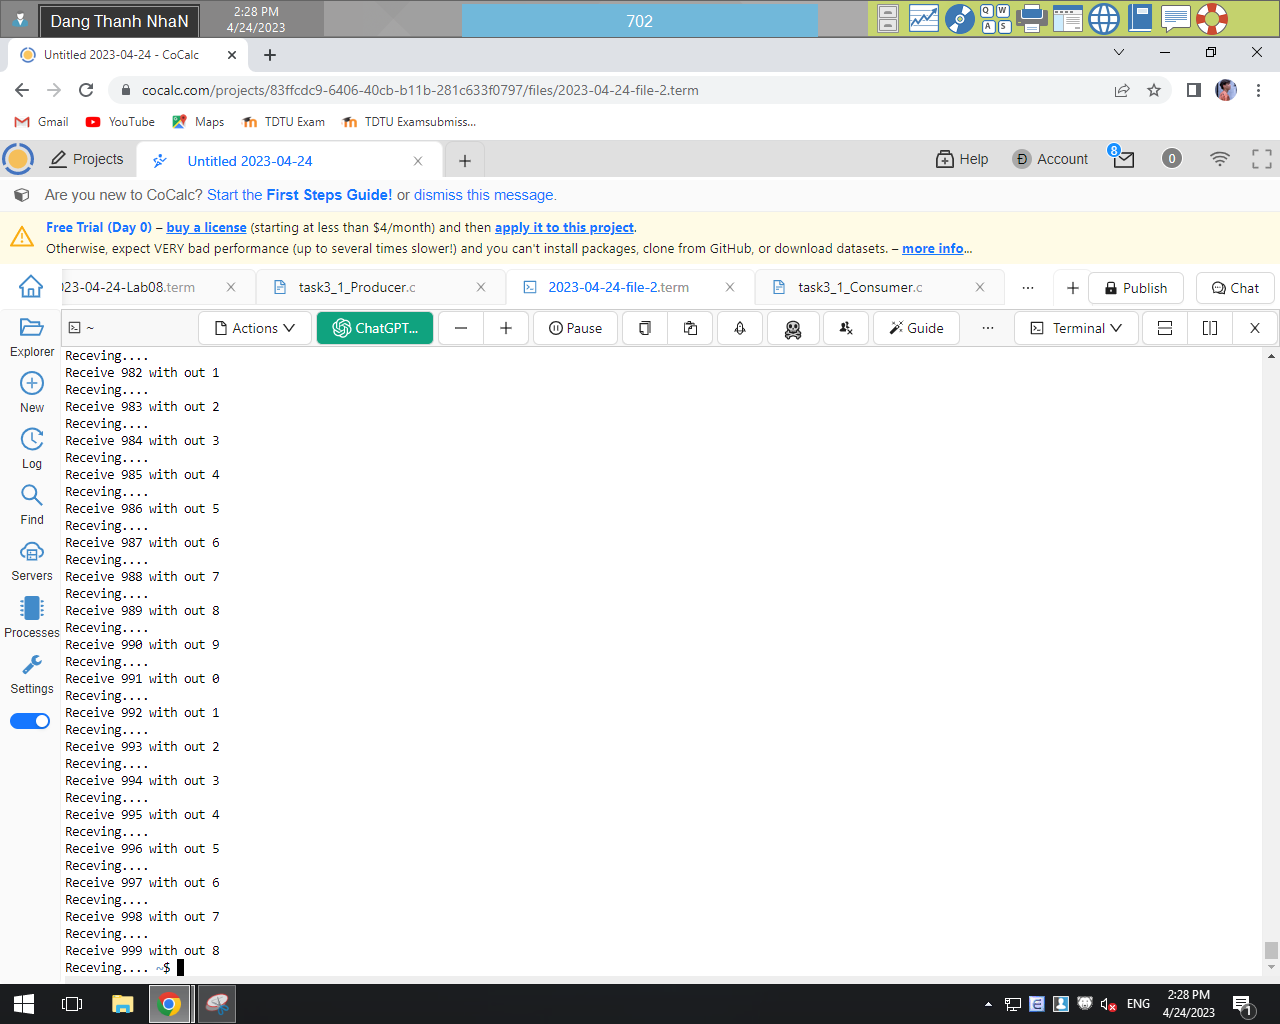 Dang Thanh NhaN
2:28 PM
4/24/2023
702
Q W
A S
Untitled 2023-04-24 - CoCalc
cocalc.com/projects/83ffcdc9-6406-40cb-b11b-281c633f0797/files/2023-04-24-file-2.term
Gmail YouTube Maps TDTU Exam TDTU Examsubmiss...
Projects Untitled 2023-04-24 Help Account 8 0
Are you new to CoCalc? Start the First Steps Guide! or dismiss this message.
Free Trial (Day 0) – buy a license (starting at less than $4/month) and then apply it to this project.
Otherwise, expect VERY bad performance (up to several times slower!) and you can't install packages, clone from GitHub, or download datasets. – more info...
23-04-24-Lab08.term task3_1_Producer.c 2023-04-24-file-2.term task3_1_Consumer.c ... Publish Chat
~ Actions ChatGPT... Pause Guide ... Terminal
Explorer
New
Log
Find
Servers
Processes
Settings
Receving....
Receive 982 with out 1
Receving....
Receive 983 with out 2
Receving....
Receive 984 with out 3
Receving....
Receive 985 with out 4
Receving....
Receive 986 with out 5
Receving....
Receive 987 with out 6
Receving....
Receive 988 with out 7
Receving....
Receive 989 with out 8
Receving....
Receive 990 with out 9
Receving....
Receive 991 with out 0
Receving....
Receive 992 with out 1
Receving....
Receive 993 with out 2
Receving....
Receive 994 with out 3
Receving....
Receive 995 with out 4
Receving....
Receive 996 with out 5
Receving....
Receive 997 with out 6
Receving....
Receive 998 with out 7
Receving....
Receive 999 with out 8
Receving.... ~$
ENG
2:28 PM
4/24/2023
1